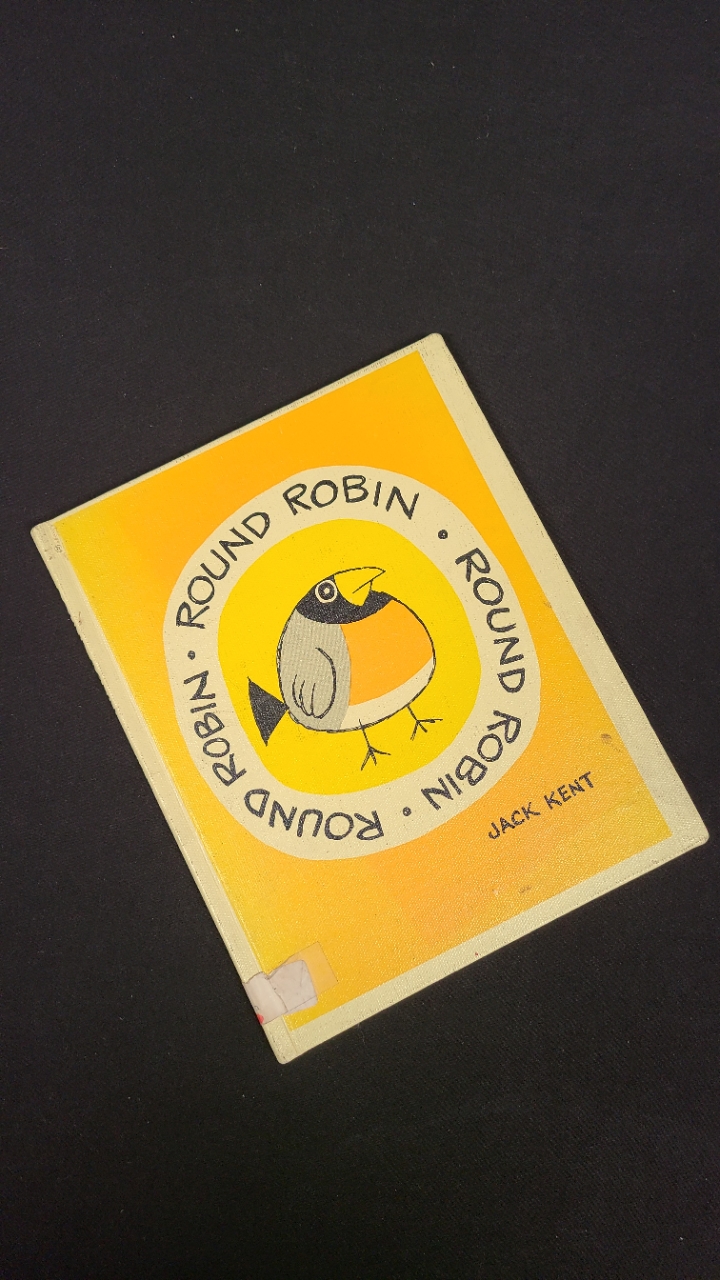 ROUND ROBIN • ROUND ROBIN • ROUND ROBIN •
JACK KENT